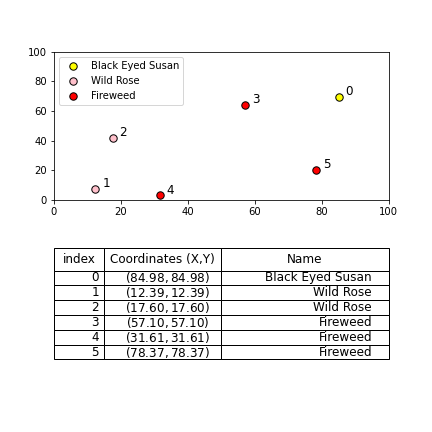 100
80
60
40
20
0
0 20 40 60 80 100
Black Eyed Susan
Wild Rose
Fireweed
0
3
2
5
1
4
index Coordinates (X,Y) Name
0 (84.98, 84.98) Black Eyed Susan
1 (12.39, 12.39) Wild Rose
2 (17.60, 17.60) Wild Rose
3 (57.10, 57.10) Fireweed
4 (31.61, 31.61) Fireweed
5 (78.37, 78.37) Fireweed